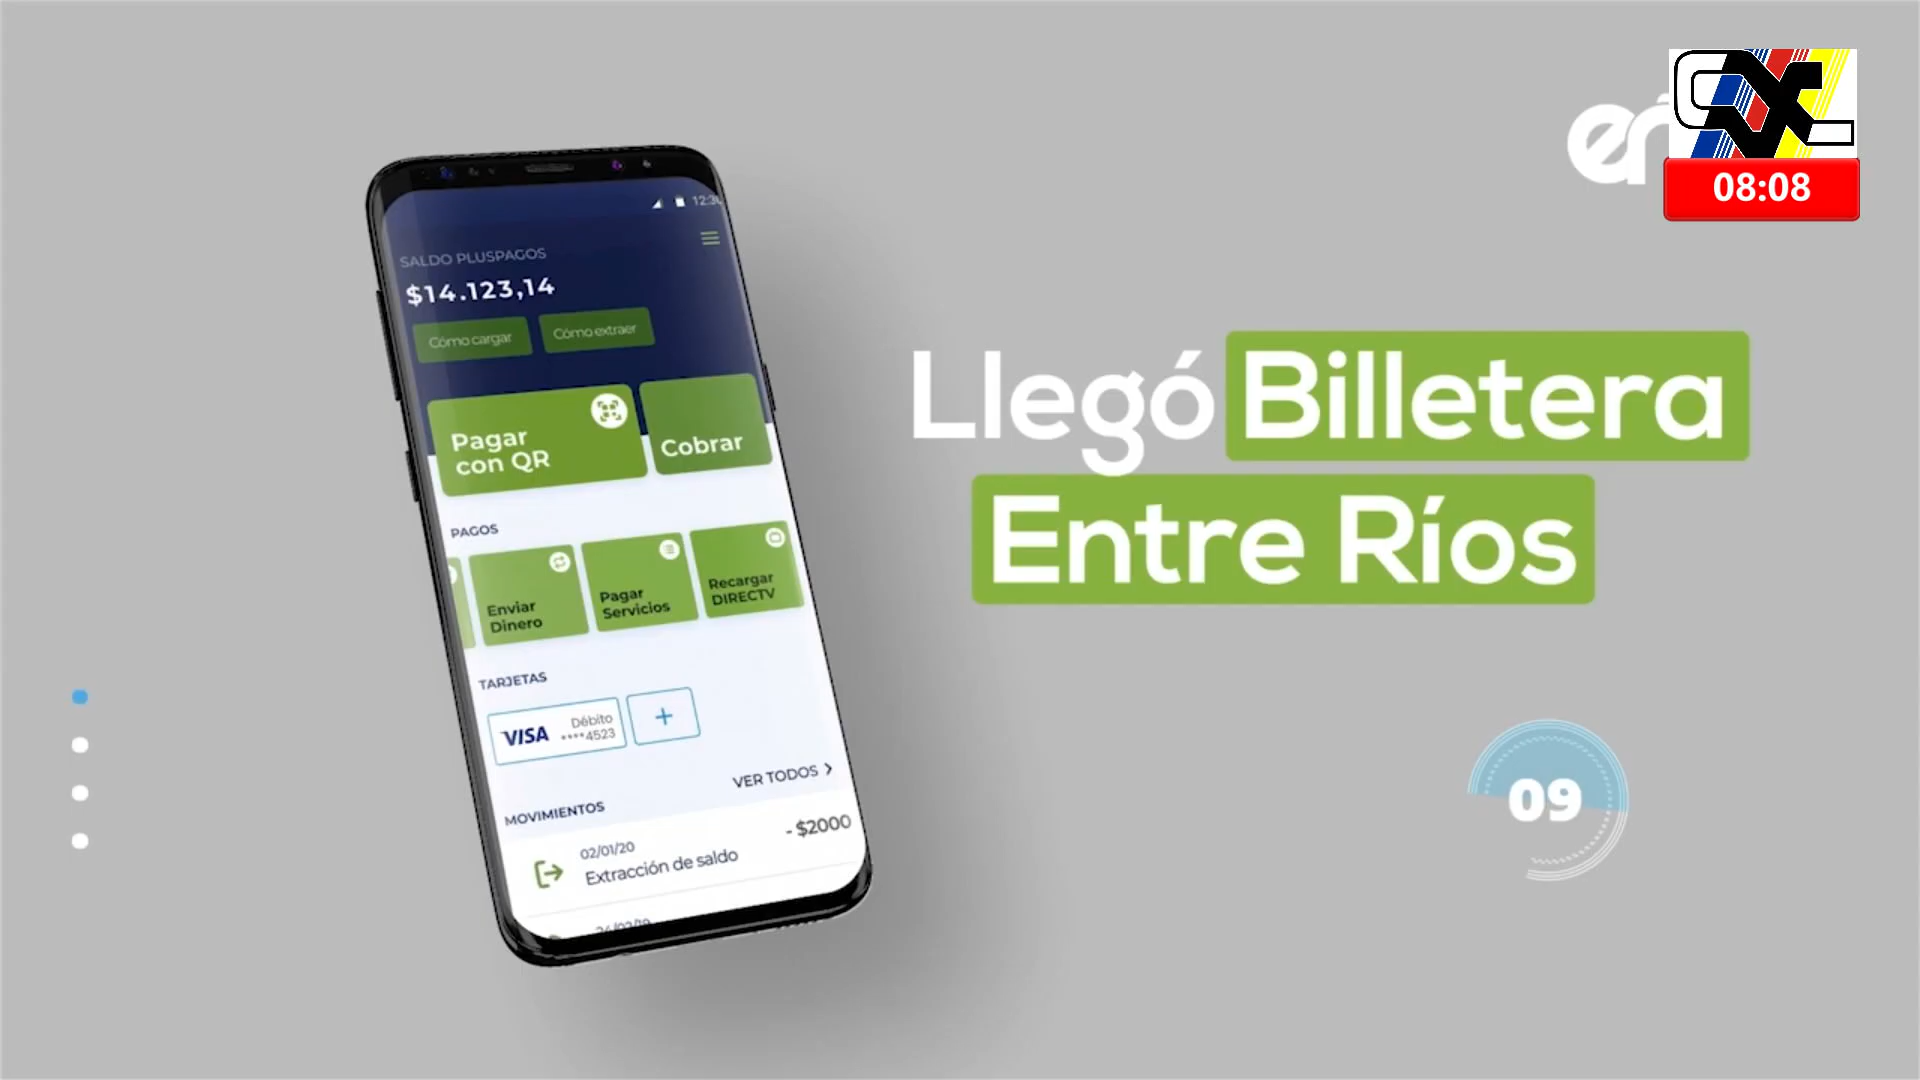 08:08
12:30
SALDO PLUSPAGOS
$14.123,14
Cómo cargar
Cómo extraer
Pagar
con QR
Cobrar
PAGOS
Enviar
Dinero
Pagar
Servicios
Recargar
DIRECTV
TARJETAS
VISA
Débito
****4523
+
VER TODOS >
MOVIMIENTOS
02/01/20
- $2000
Extracción de saldo
Llegó Billetera
Entre Ríos
09